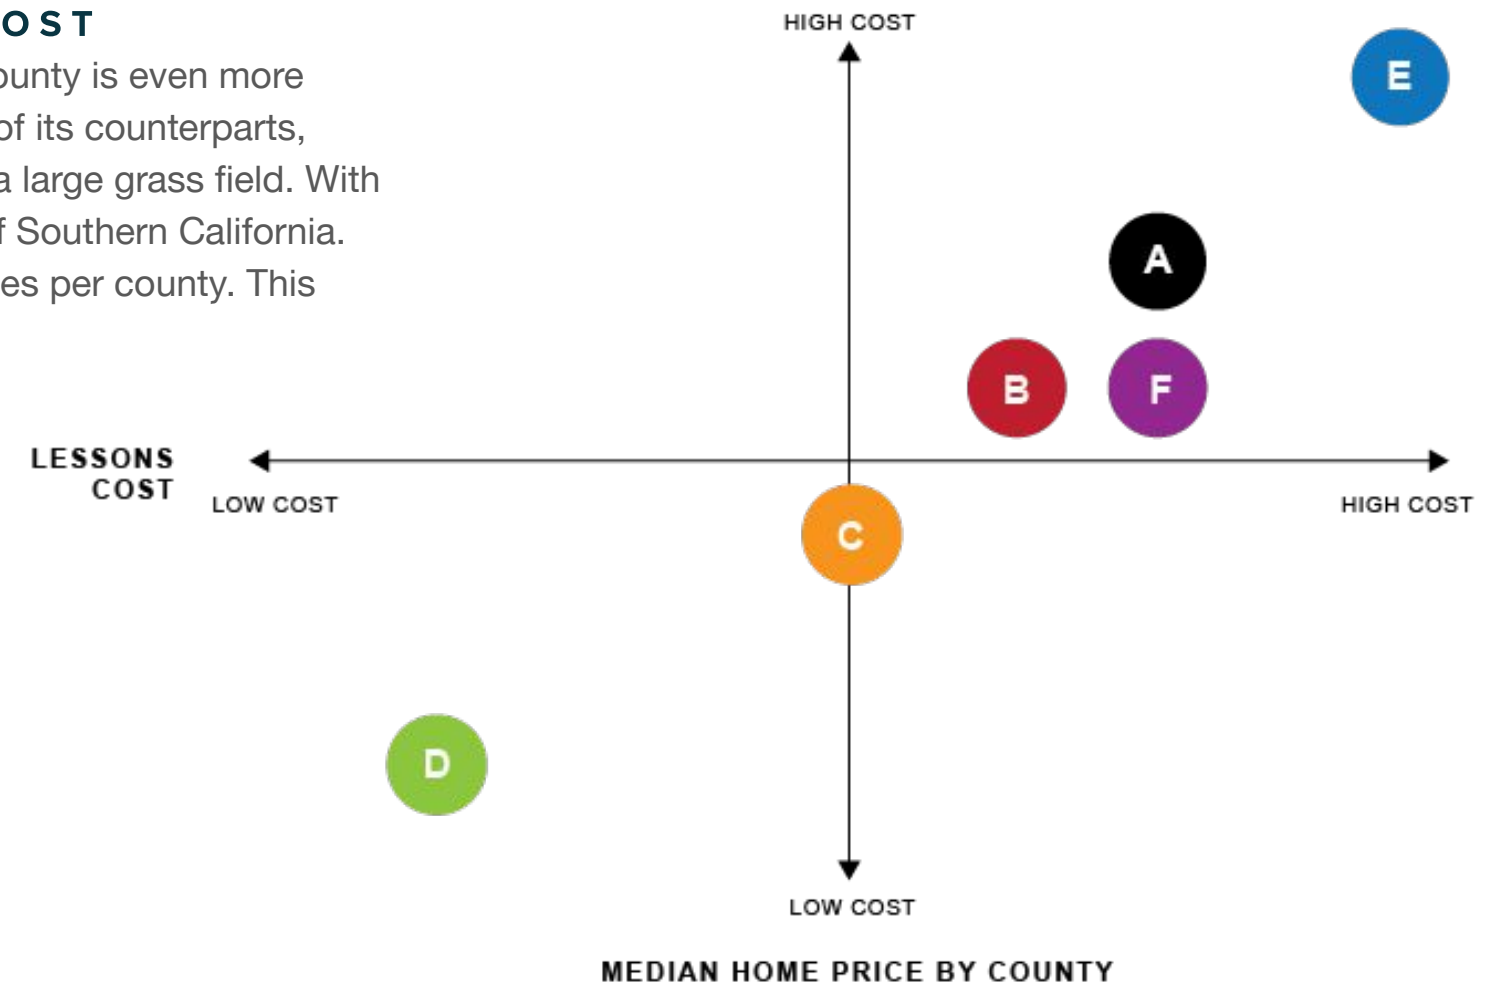 OST
ounty is even more
of its counterparts,
a large grass field. With
f Southern California.
es per county. This
HIGH COST
E
A
B
F
LESSONS
COST
LOW COST
HIGH COST
C
D
LOW COST
MEDIAN HOME PRICE BY COUNTY